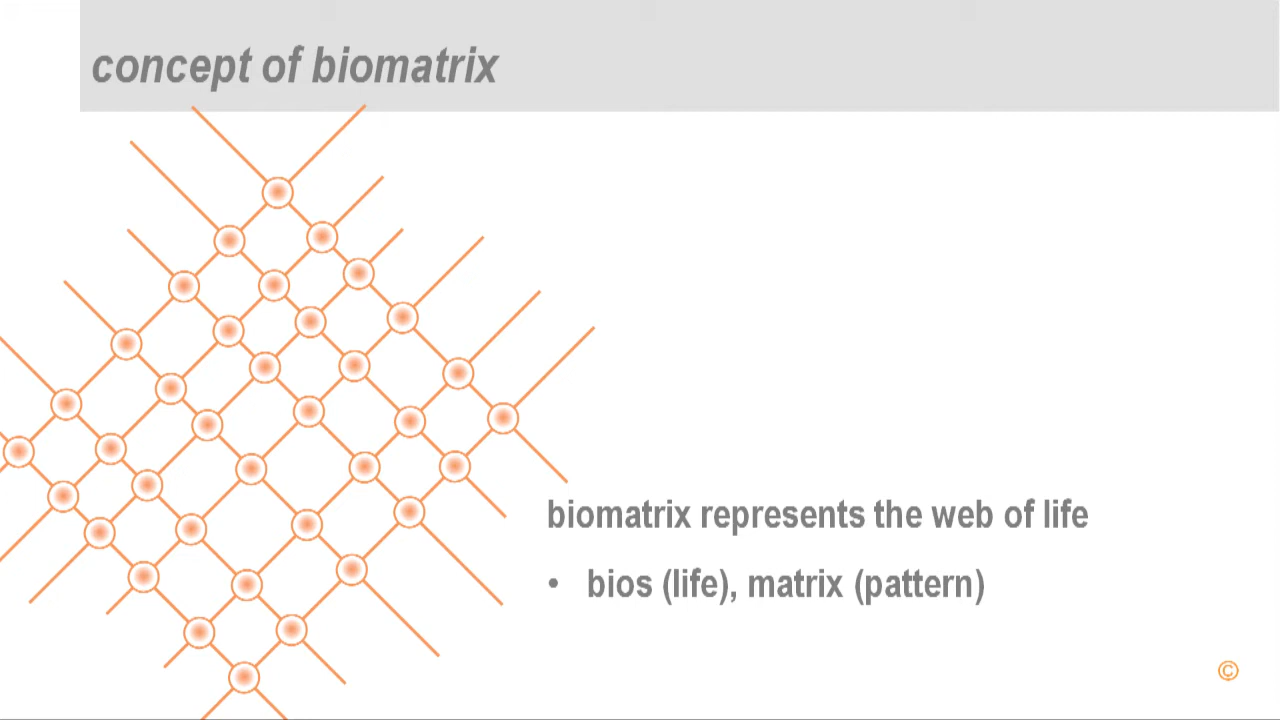 concept of biomatrix
biomatrix represents the web of life
• bios (life), matrix (pattern)
©